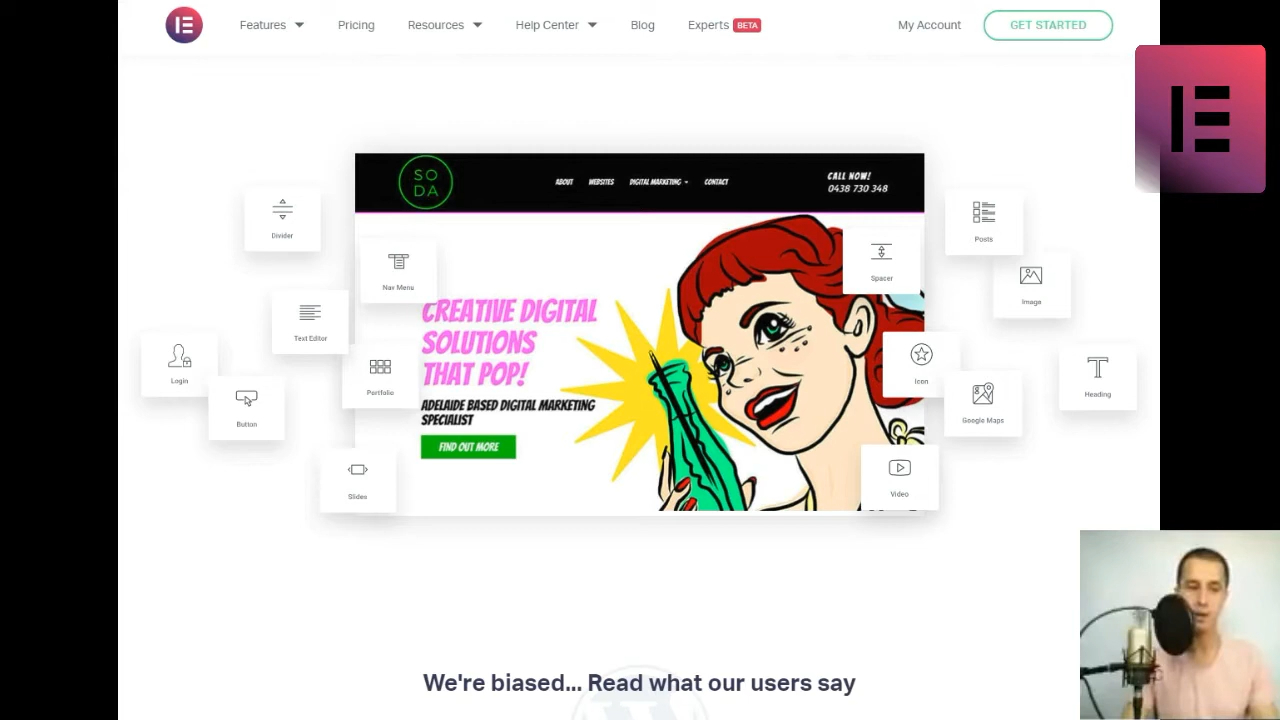 Features
Pricing
Resources
Help Center
Blog
Experts BETA
My Account
GET STARTED
SO
DA
ABOUT
WEBSITES
DIGITAL MARKETING
CONTACT
CALL NOW!
0438 730 348
Divider
Nav Menu
Text Editor
Login
Button
Portfolio
Slides
CREATIVE DIGITAL
SOLUTIONS
THAT POP!
ADELAIDE BASED DIGITAL MARKETING
SPECIALIST
FIND OUT MORE
Posts
Spacer
Image
Icon
Google Maps
Heading
Video
We're biased... Read what our users say